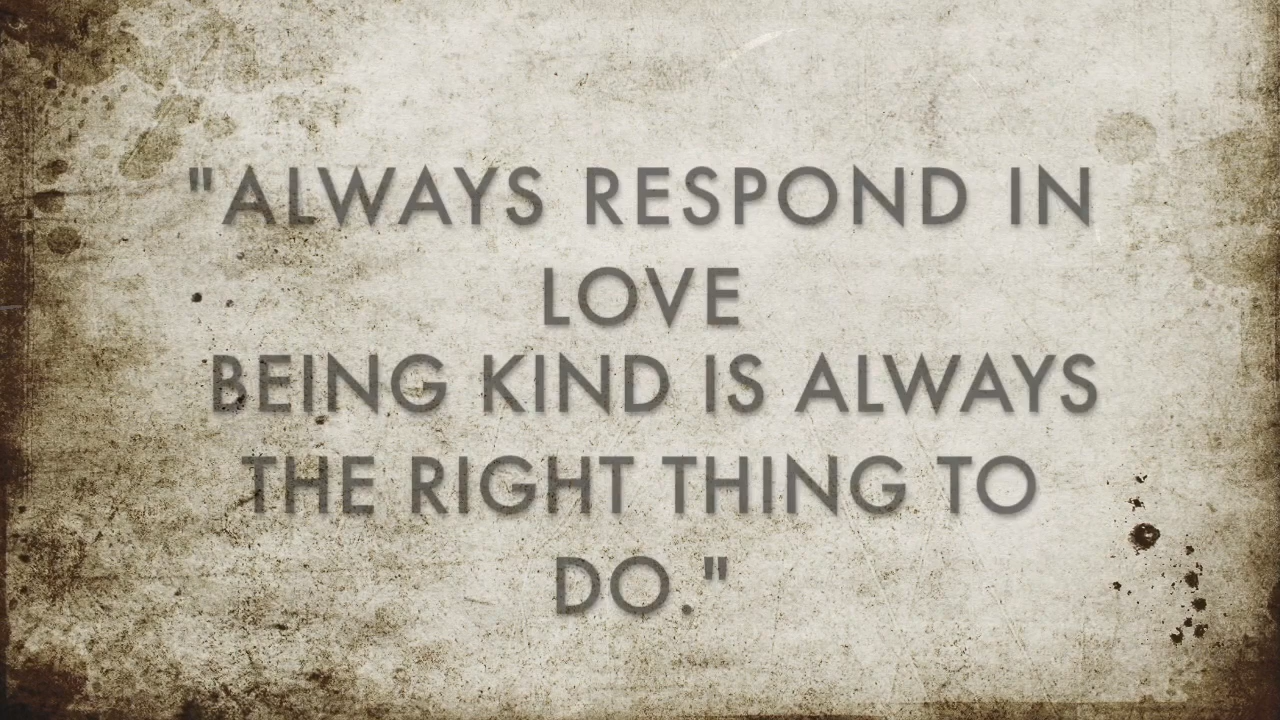 "ALWAYS RESPOND IN
LOVE
BEING KIND IS ALWAYS
THE RIGHT THING TO
DO."